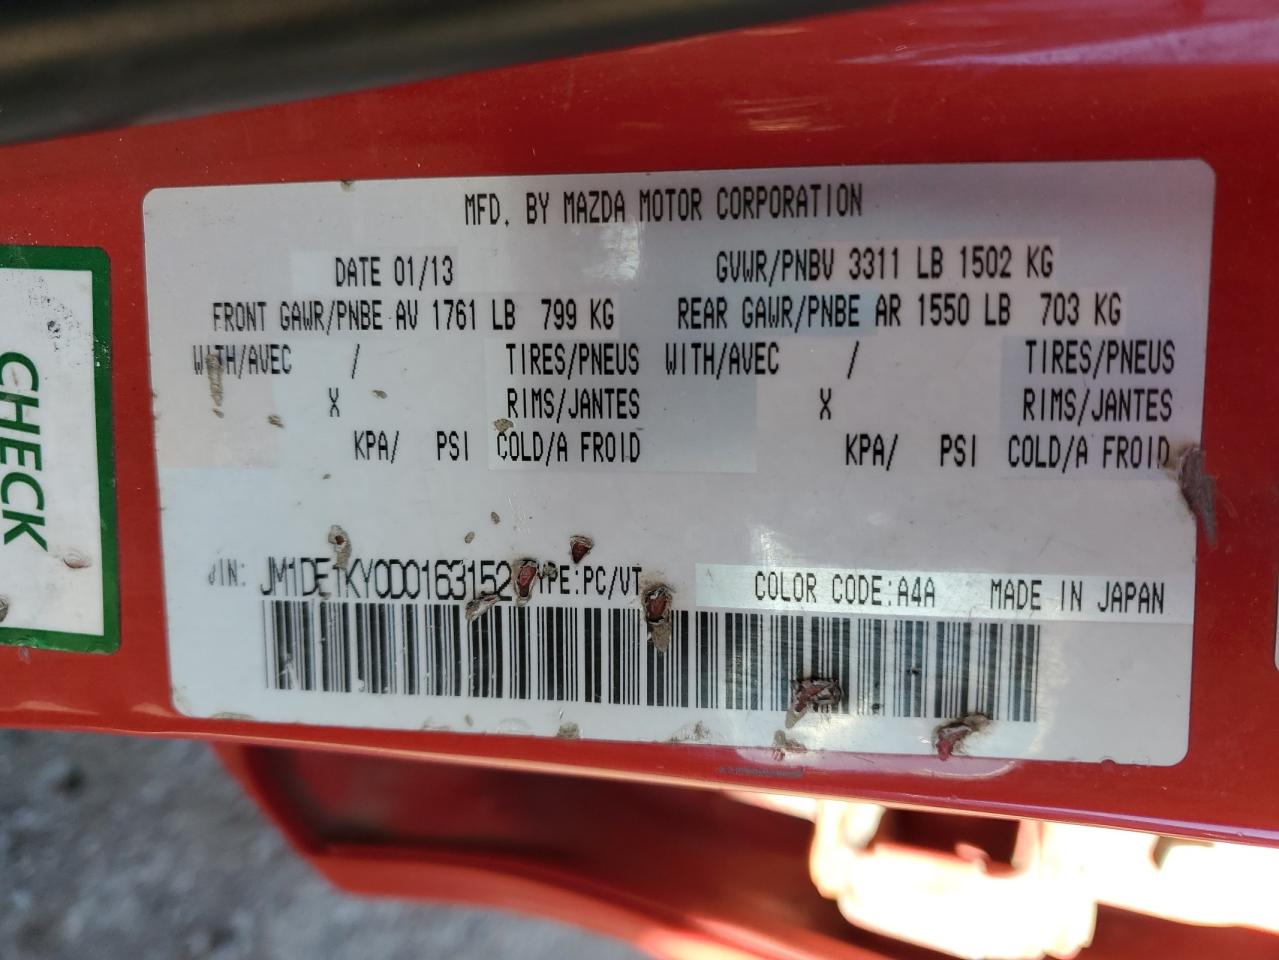 MFD. BY MAZDA MOTOR CORPORATION
DATE 01/13 GVWR/PNBV 3311 LB 1502 KG
FRONT GAWR/PNBE AV 1761 LB 799 KG REAR GAWR/PNBE AR 1550 LB 703 KG
WITH/AVEC / TIRES/PNEUS WITH/AVEC / TIRES/PNEUS
X RIMS/JANTES X RIMS/JANTES
KPA/ PSI COLD/A FROID KPA/ PSI COLD/A FROID
VIN: JM1DE1KY0D0163152 TYPE:PC/VT COLOR CODE:A4A MADE IN JAPAN
CHECK